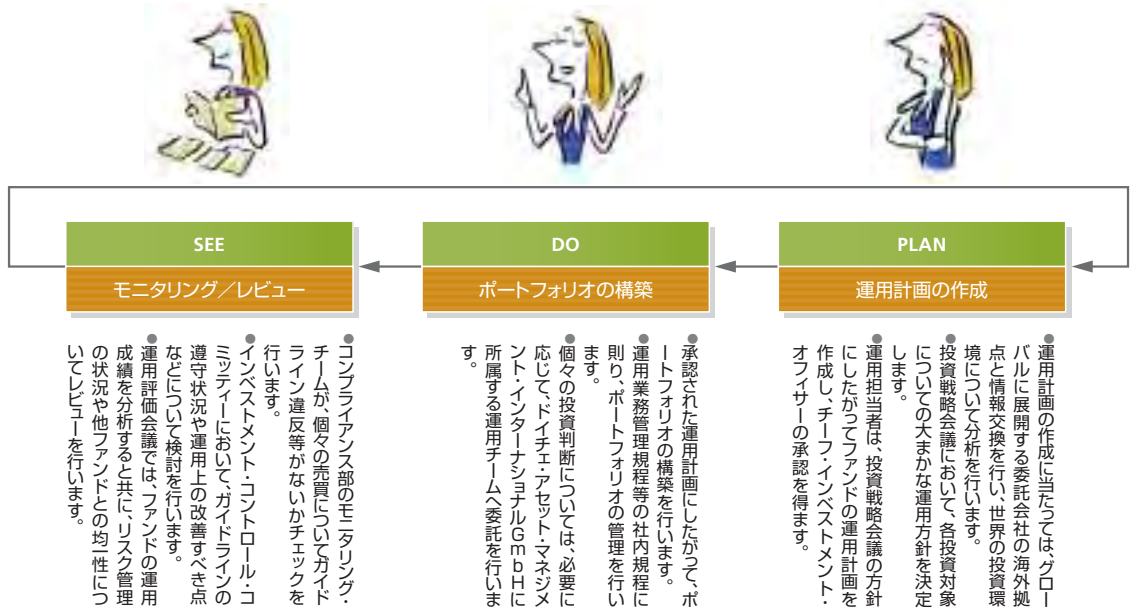 PLAN
運用計画の作成
●運用計画の作成に当たっては、グロー
バルに展開する委託会社の海外拠
点と情報交換を行い、世界の投資環
境について分析を行います。
●投資戦略会議において、各投資対象
についての大まかな運用方針を決定
します。
●運用担当者は、投資戦略会議の方針
にしたがってファンドの運用計画を
作成し、チーフ・インベストメント・
オフィサーの承認を得ます。
DO
ポートフォリオの構築
●承認された運用計画にしたがって、ポ
ートフォリオの構築を行います。
●運用業務管理規程等の社内規程に
則り、ポートフォリオの管理を行い
ます。
●個々の投資判断については、必要に
応じて、ドイチェ・アセット・マネジメ
ント・インターナショナルGmbHに
所属する運用チームへ委託を行いま
す。
SEE
モニタリング／レビュー
●コンプライアンス部のモニタリング・
チームが、個々の売買についてガイド
ライン違反等がないかチェックを
行います。
●インベストメント・コントロール・コ
ミッティーにおいて、ガイドラインの
遵守状況や運用上の改善すべき点
などについて検討を行います。
●運用評価会議では、ファンドの運用
成績を分析すると共に、リスク管理
の状況や他ファンドとの均一性につ
いてレビューを行います。